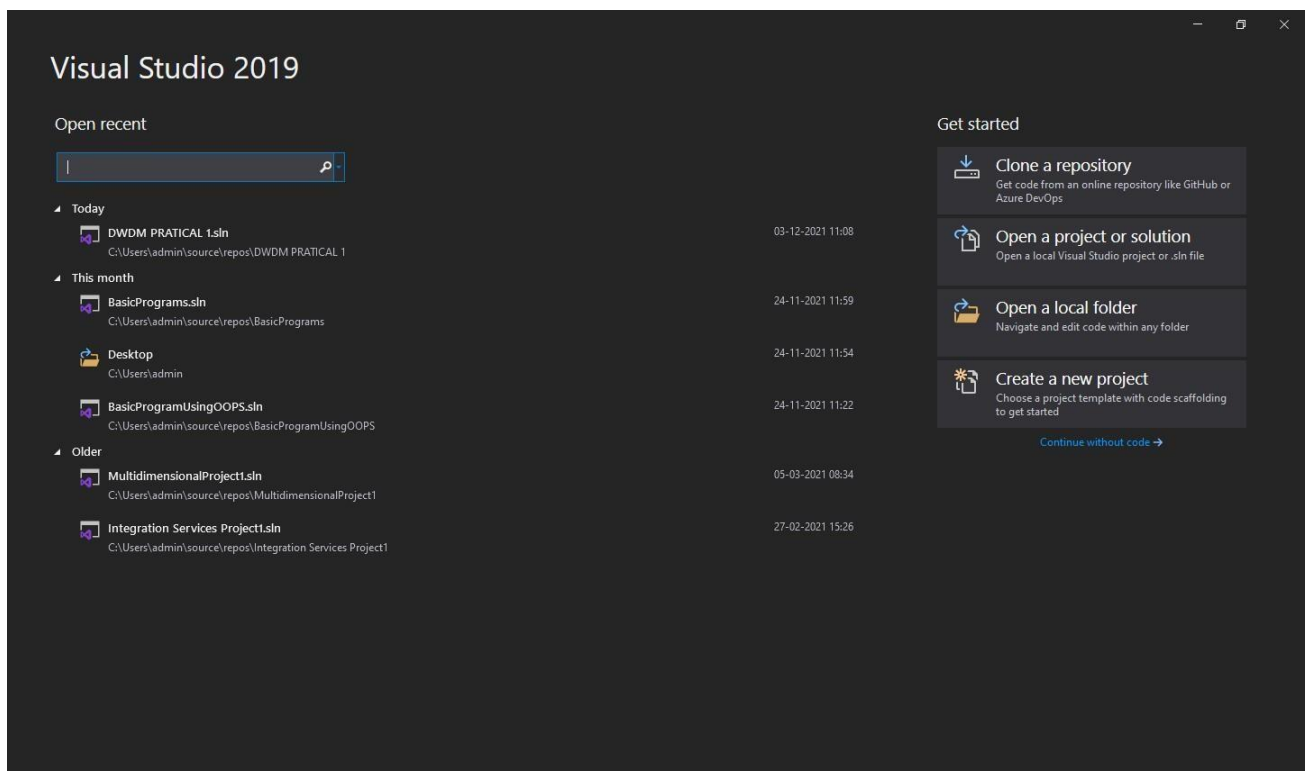 Visual Studio 2019
Open recent
Today
DWDM PRATICAL 1.sln
03-12-2021 11:08
C:\Users\admin\source\repos\DWDM PRATICAL 1
This month
BasicPrograms.sln
24-11-2021 11:59
C:\Users\admin\source\repos\BasicPrograms
Desktop
24-11-2021 11:54
C:\Users\admin
BasicProgramUsingOOPS.sln
24-11-2021 11:22
C:\Users\admin\source\repos\BasicProgramUsingOOPS
Older
MultidimensionalProject1.sln
05-03-2021 08:34
C:\Users\admin\source\repos\MultidimensionalProject1
Integration Services Project1.sln
27-02-2021 15:26
C:\Users\admin\source\repos\Integration Services Project1
Get started
Clone a repository
Get code from an online repository like GitHub or
Azure DevOps
Open a project or solution
Open a local Visual Studio project or .sln file
Open a local folder
Navigate and edit code within any folder
Create a new project
Choose a project template with code scaffolding
to get started
Continue without code →